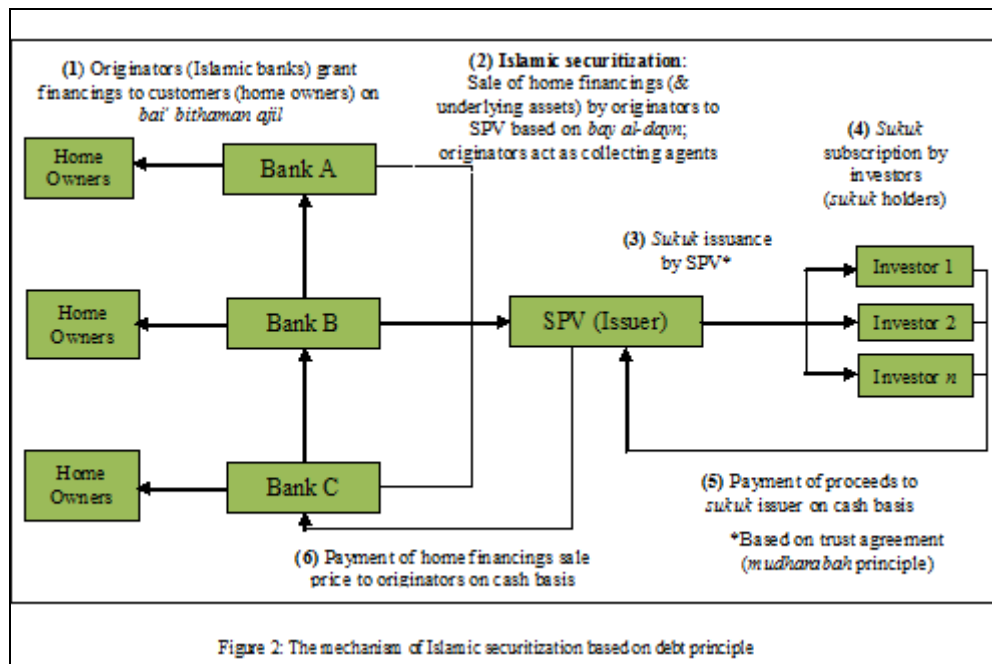 (1) Originators (Islamic banks) grant
financings to customers (home owners) on
bai' bithaman ajil
(2) Islamic securitization:
Sale of home financings (&
underlying assets) by originators to
SPV based on bay al-dayn;
originators act as collecting agents
(4) Sukuk
subscription by
investors
(sukuk holders)
Home
Owners
Bank A
(3) Sukuk issuance
by SPV*
Investor 1
Home
Owners
Bank B
SPV (Issuer)
Investor 2
Investor n
Home
Owners
Bank C
(5) Payment of proceeds to
sukuk issuer on cash basis
*Based on trust agreement
(mudharabah principle)
(6) Payment of home financings sale
price to originators on cash basis
Figure 2: The mechanism of Islamic securitization based on debt principle